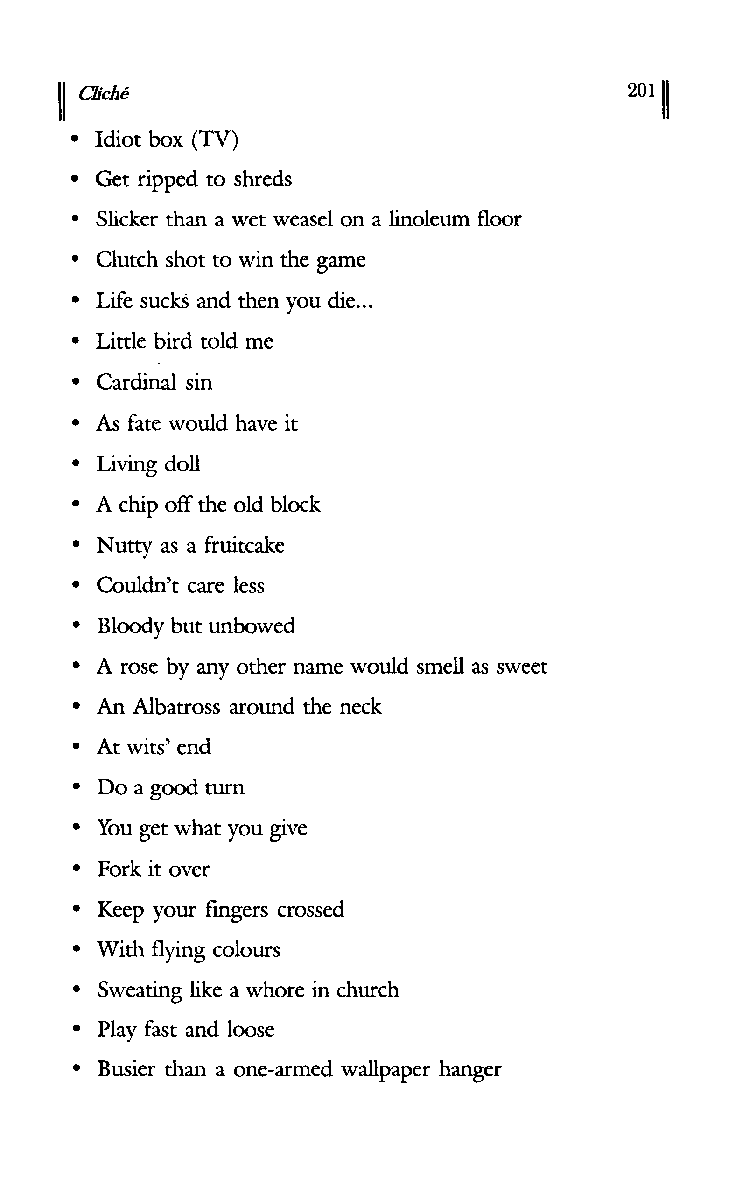 Cliché 201
• Idiot box (TV)
• Get ripped to shreds
• Slicker than a wet weasel on a linoleum floor
• Clutch shot to win the game
• Life sucks and then you die...
• Little bird told me
• Cardinal sin
• As fate would have it
• Living doll
• A chip off the old block
• Nutty as a fruitcake
• Couldn't care less
• Bloody but unbowed
• A rose by any other name would smell as sweet
• An Albatross around the neck
• At wits' end
• Do a good turn
• You get what you give
• Fork it over
• Keep your fingers crossed
• With flying colours
• Sweating like a whore in church
• Play fast and loose
• Busier than a one-armed wallpaper hanger